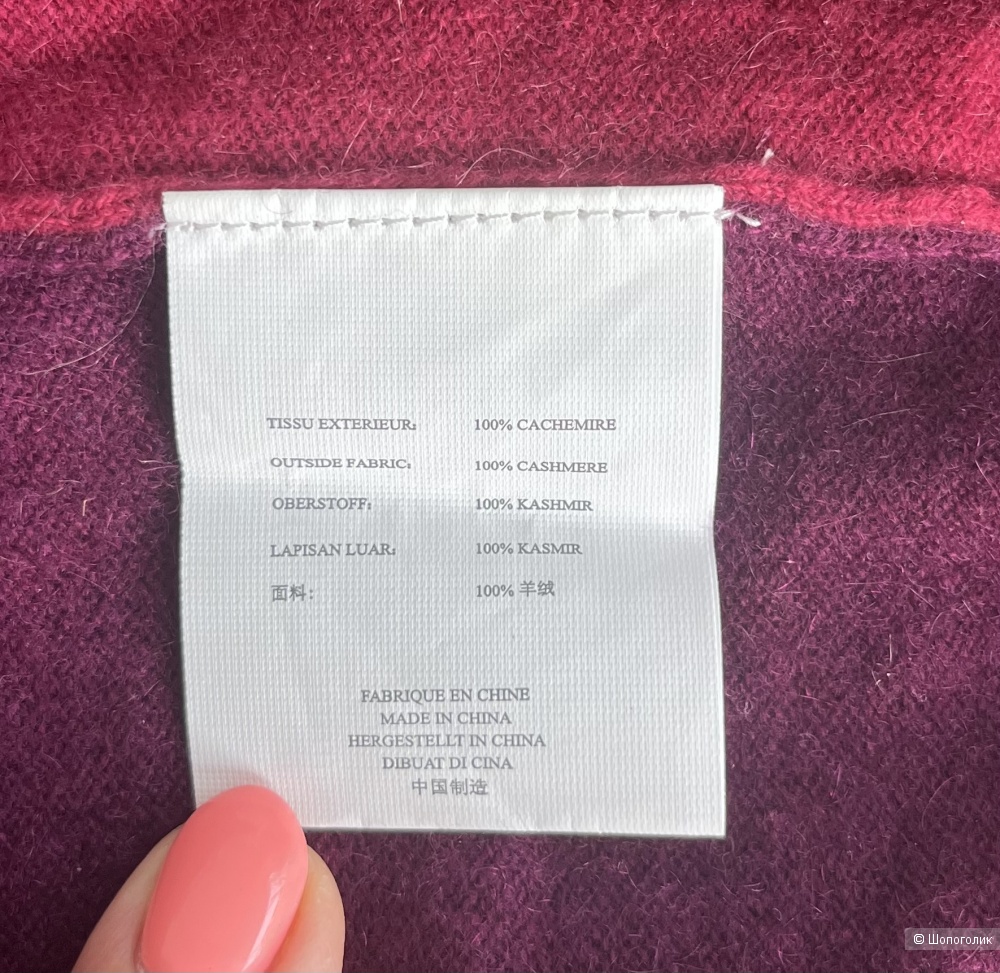 TISSU EXTERIEUR: 100% CACHEMIRE
OUTSIDE FABRIC: 100% CASHMERE
OBERSTOFF: 100% KASHMIR
LAPISAN LUAR: 100% KASMIR
面料: 100% 羊绒
FABRIQUE EN CHINE
MADE IN CHINA
HERGESTELLT IN CHINA
DIBUAT DI CINA
中国制造
© Шопоголик